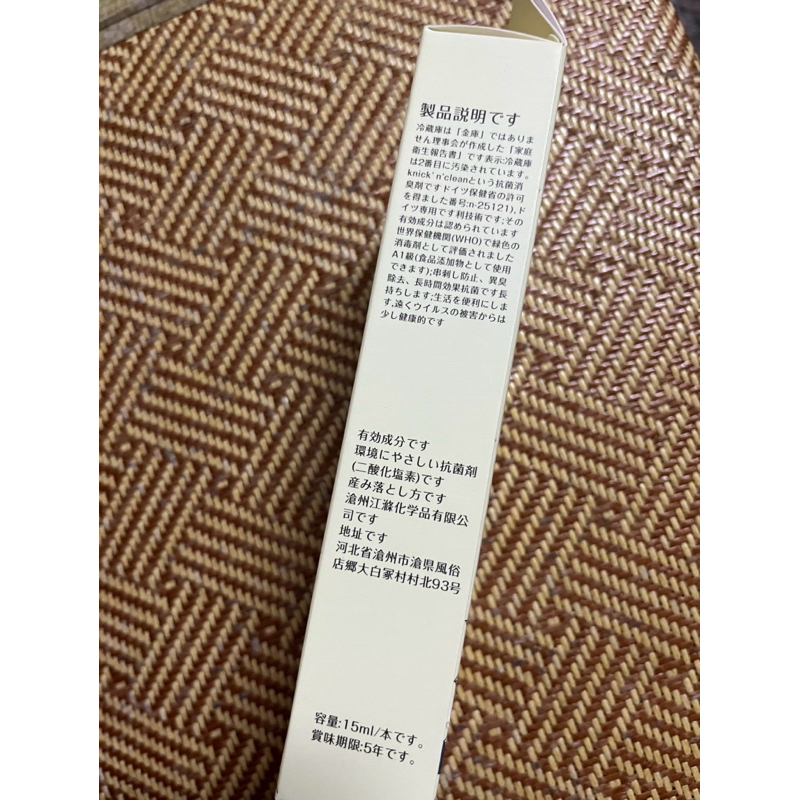 製品説明です
冷蔵庫は「金庫」ではありま
せん理事会が作成した「家庭
衛生報告書」です表示:冷蔵庫
は2番目に汚染されています。
knick'n'cleanという抗菌消
臭剤ですドイツ保健省の許可
を得ました番号:n-25121),ド
イツ専用です利技術です;その
有効成分は認められています
世界保健機関(WHO)で緑色の
消毒剤として評価されました
A1級(食品添加物として使用
できます);串刺し防止、異臭
除去、長時間効果抗菌です長
持ちします;生活を便利にしま
す,遠くウイルスの被害からは
少し健康的です
有効成分です
環境にやさしい抗菌剤
(二酸化塩素)です
産み落とし方です
滄州江滌化学品有限公
司です
地址です
河北省滄州市滄県風俗
店郷大白冢村村北93号
容量:15ml/本です。
賞味期限:5年です。